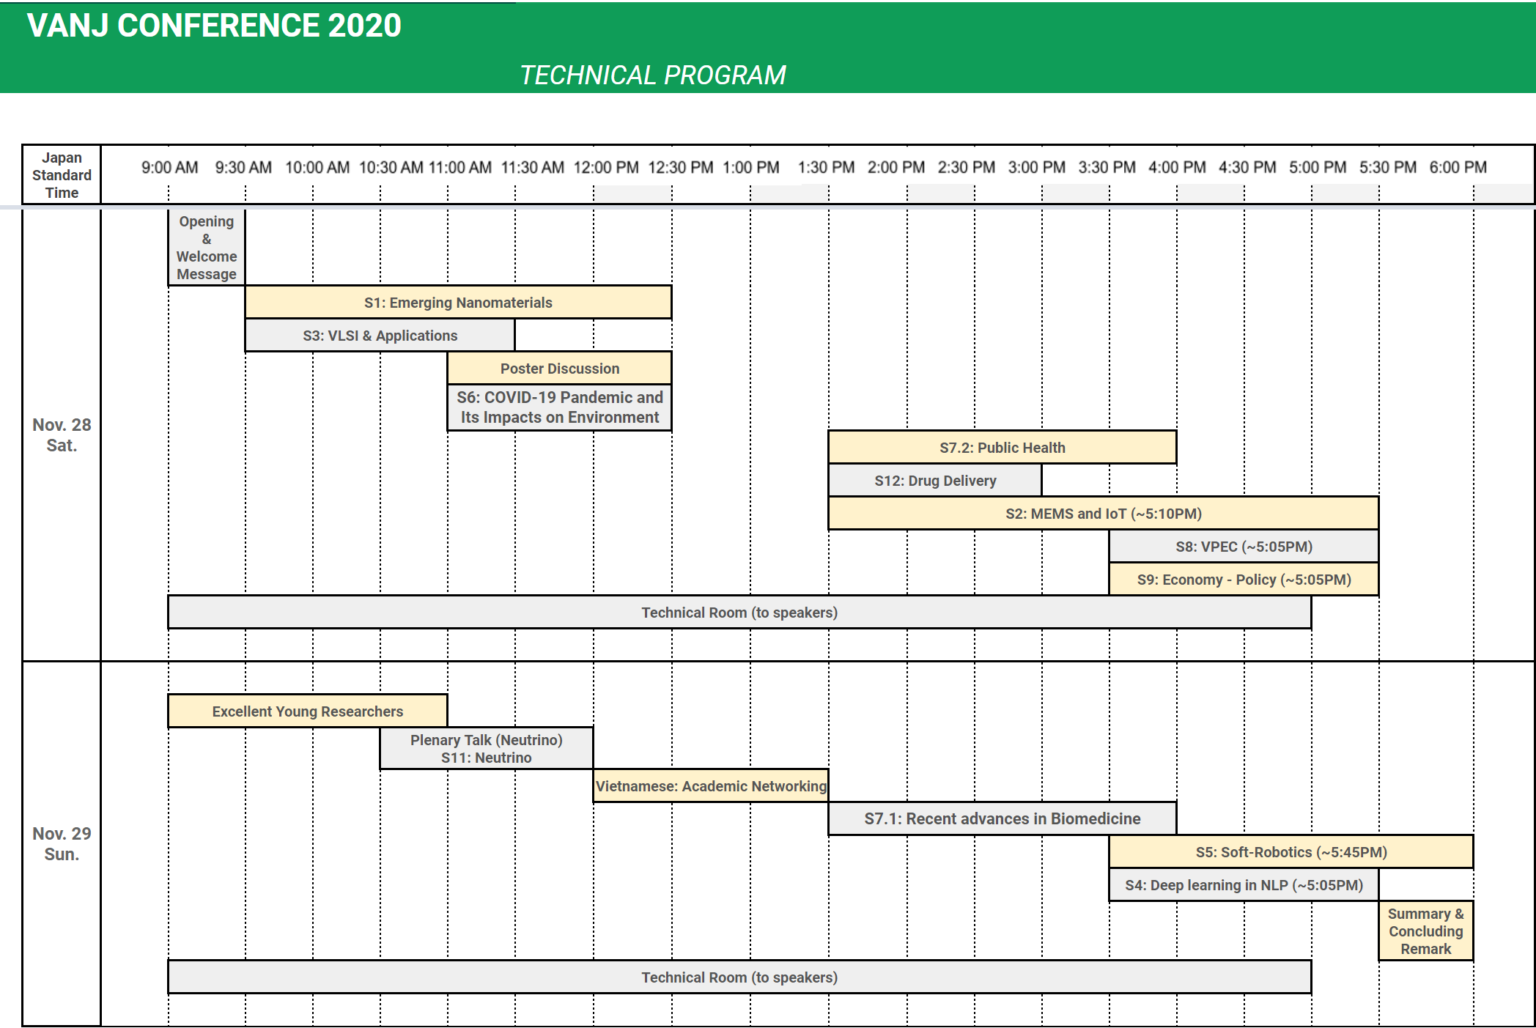 VANJ CONFERENCE 2020
TECHNICAL PROGRAM
Japan
Standard
Time
9:00 AM 9:30 AM 10:00 AM 10:30 AM 11:00 AM 11:30 AM 12:00 PM 12:30 PM 1:00 PM 1:30 PM 2:00 PM 2:30 PM 3:00 PM 3:30 PM 4:00 PM 4:30 PM 5:00 PM 5:30 PM 6:00 PM
Nov. 28
Sat.
Opening
&
Welcome
Message
S1: Emerging Nanomaterials
S3: VLSI & Applications
Poster Discussion
S6: COVID-19 Pandemic and
Its Impacts on Environment
S7.2: Public Health
S12: Drug Delivery
S2: MEMS and IoT (~5:10PM)
S8: VPEC (~5:05PM)
S9: Economy - Policy (~5:05PM)
Technical Room (to speakers)
Nov. 29
Sun.
Excellent Young Researchers
Plenary Talk (Neutrino)
S11: Neutrino
Vietnamese: Academic Networking
S7.1: Recent advances in Biomedicine
S5: Soft-Robotics (~5:45PM)
S4: Deep learning in NLP (~5:05PM)
Summary &
Concluding
Remark
Technical Room (to speakers)